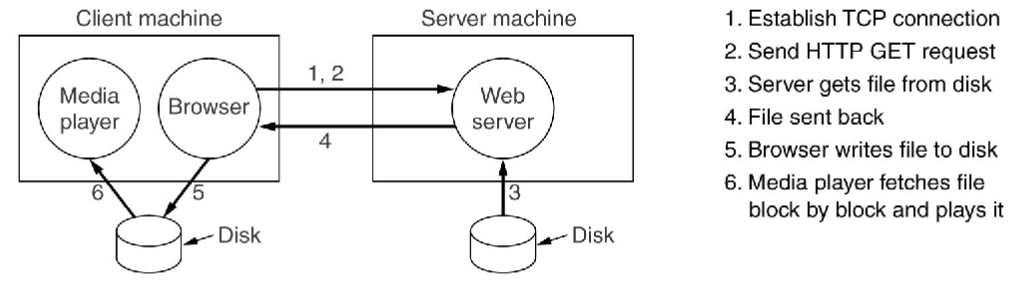 Client machine
Server machine
Media
player
Browser
1, 2
4
Web
server
6
5
3
Disk
Disk
1. Establish TCP connection
2. Send HTTP GET request
3. Server gets file from disk
4. File sent back
5. Browser writes file to disk
6. Media player fetches file
block by block and plays it